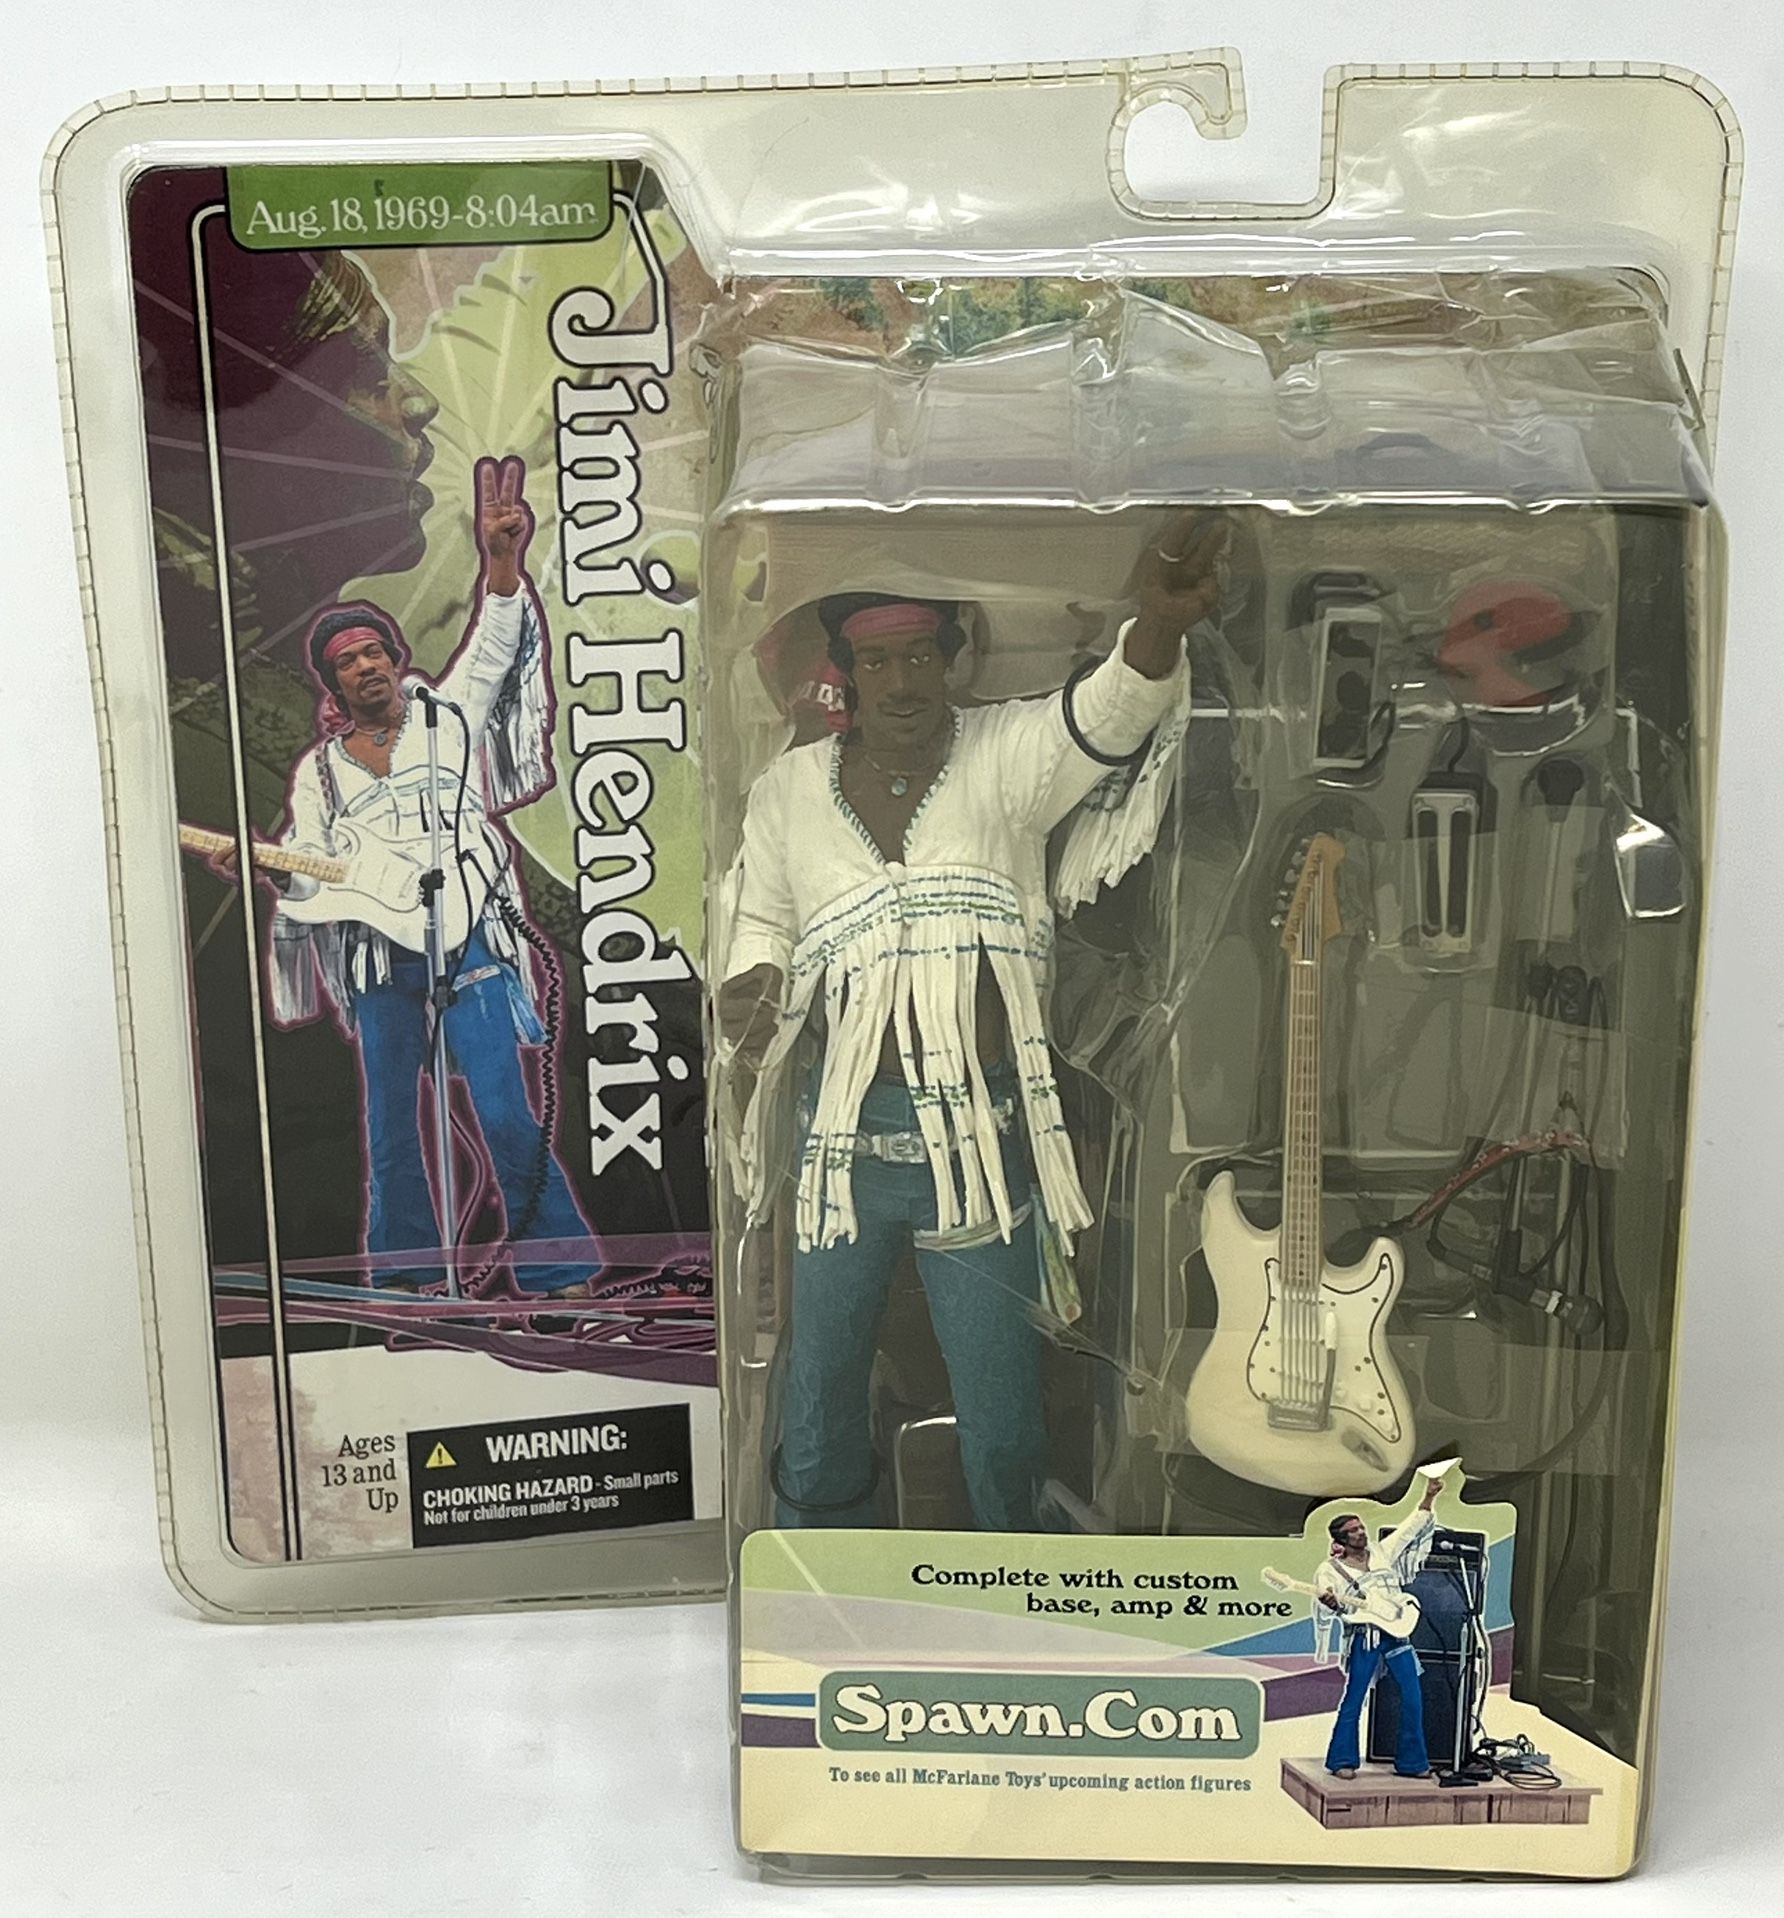 Aug. 18, 1969-8:04am
Jimi Hendrix
Ages
13 and
Up
WARNING:
CHOKING HAZARD - Small parts
Not for children under 3 years
Complete with custom
base, amp & more
Spawn.Com
To see all McFarlane Toys' upcoming action figures